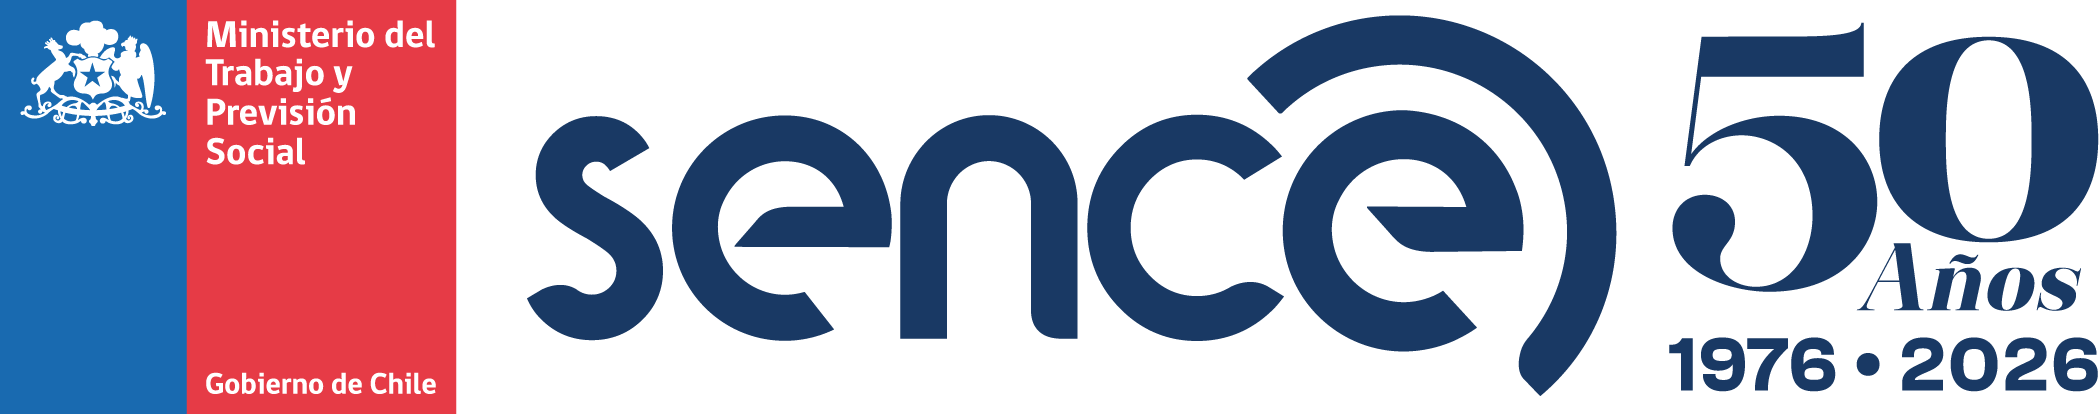 Ministerio del
Trabajo y
Previsión
Social
Gobierno de Chile
sence
50
Años
1976 • 2026